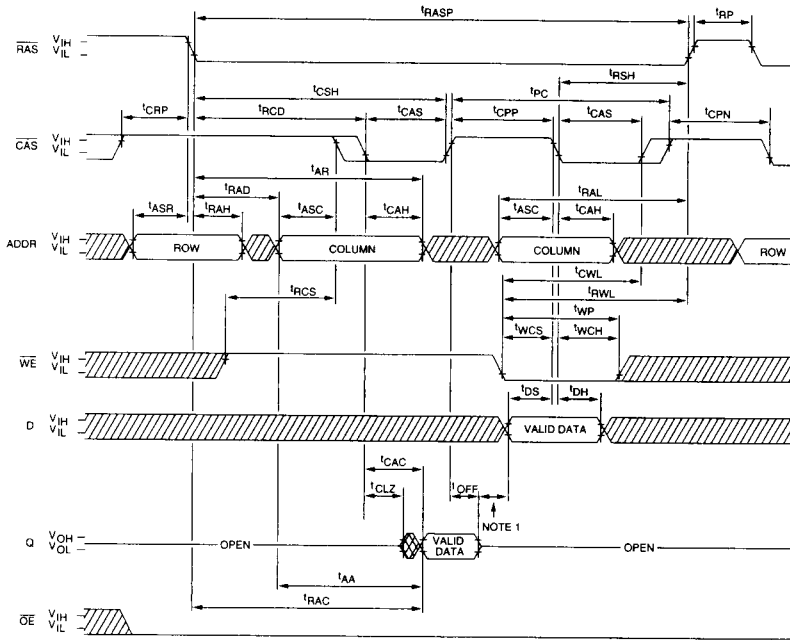 tRASP
tRP
RAS VIH
VIL
tRSH
tCSH
tPC
tCRP
tRCD
tCAS
tCPP
tCAS
tCPN
CAS VIH
VIL
tAR
tRAD
tRAL
tASR
tRAH
tASC
tCAH
tASC
tCAH
ADDR VIH
VIL
ROW
COLUMN
COLUMN
ROW
tCWL
tRCS
tRWL
tWP
tWCS
tWCH
WE VIH
VIL
tDS
tDH
D VIH
VIL
VALID DATA
tCAC
tCLZ
tOFF
NOTE 1
Q VOH
VOL
OPEN
VALID
DATA
OPEN
tAA
tRAC
OE VIH
VIL